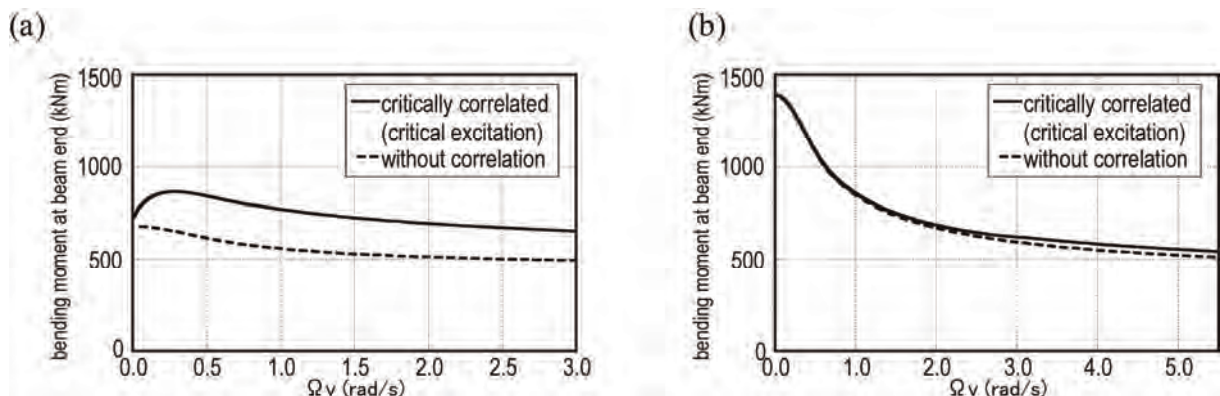 (a)
bending moment at beam end (kNm)
1500
1000
500
0
critically correlated
(critical excitation)
without correlation
0.0 0.5 1.0 1.5 2.0 2.5 3.0
Ωv (rad/s)
(b)
bending moment at beam end (kNm)
1500
1000
500
0
critically correlated
(critical excitation)
without correlation
0.0 1.0 2.0 3.0 4.0 5.0
Ωv (rad/s)